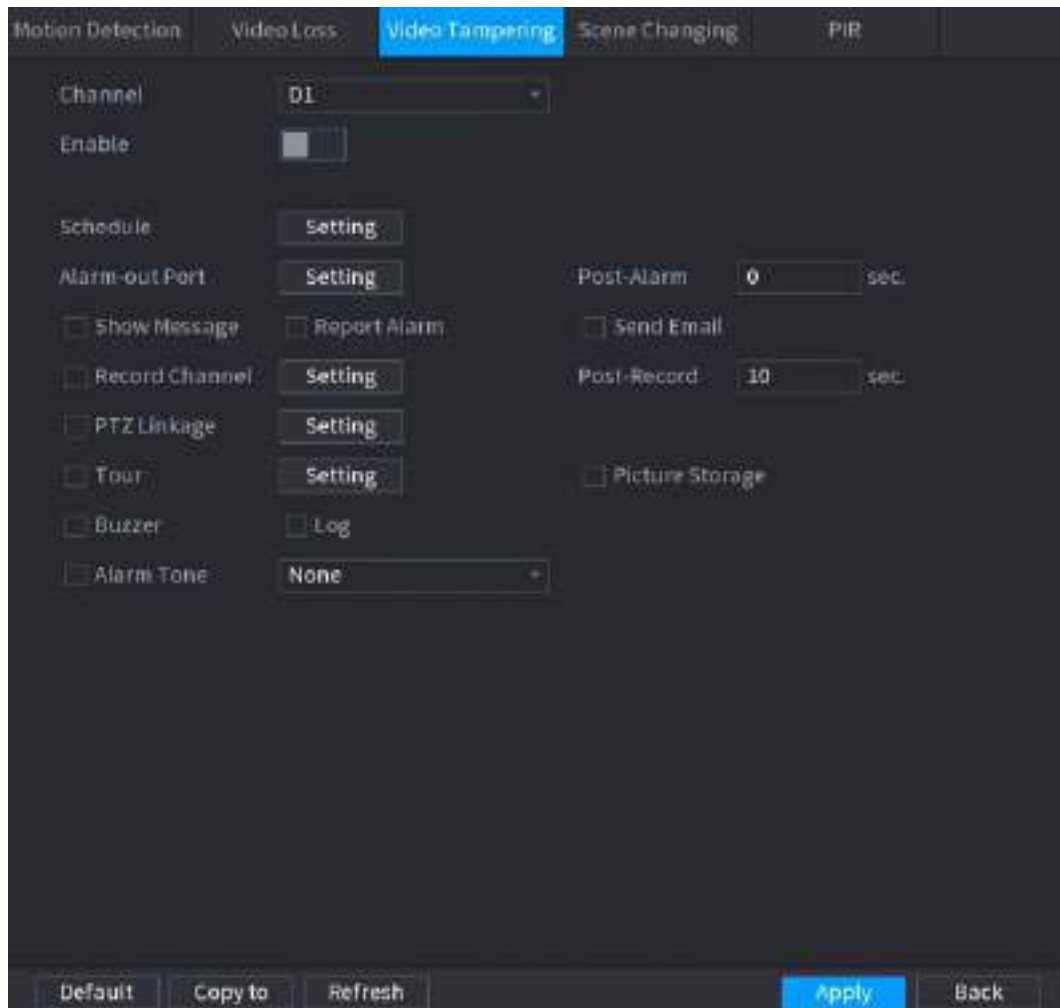 Motion Detection Video Loss Video Tampering Scene Changing PIR
Channel D1
Enable
Schedule Setting
Alarm-out Port Setting Post-Alarm 0 sec.
Show Message Report Alarm Send Email
Record Channel Setting Post-Record 10 sec.
PTZ Linkage Setting
Tour Setting Picture Storage
Buzzer Log
Alarm Tone None
Default Copy to Refresh Apply Back